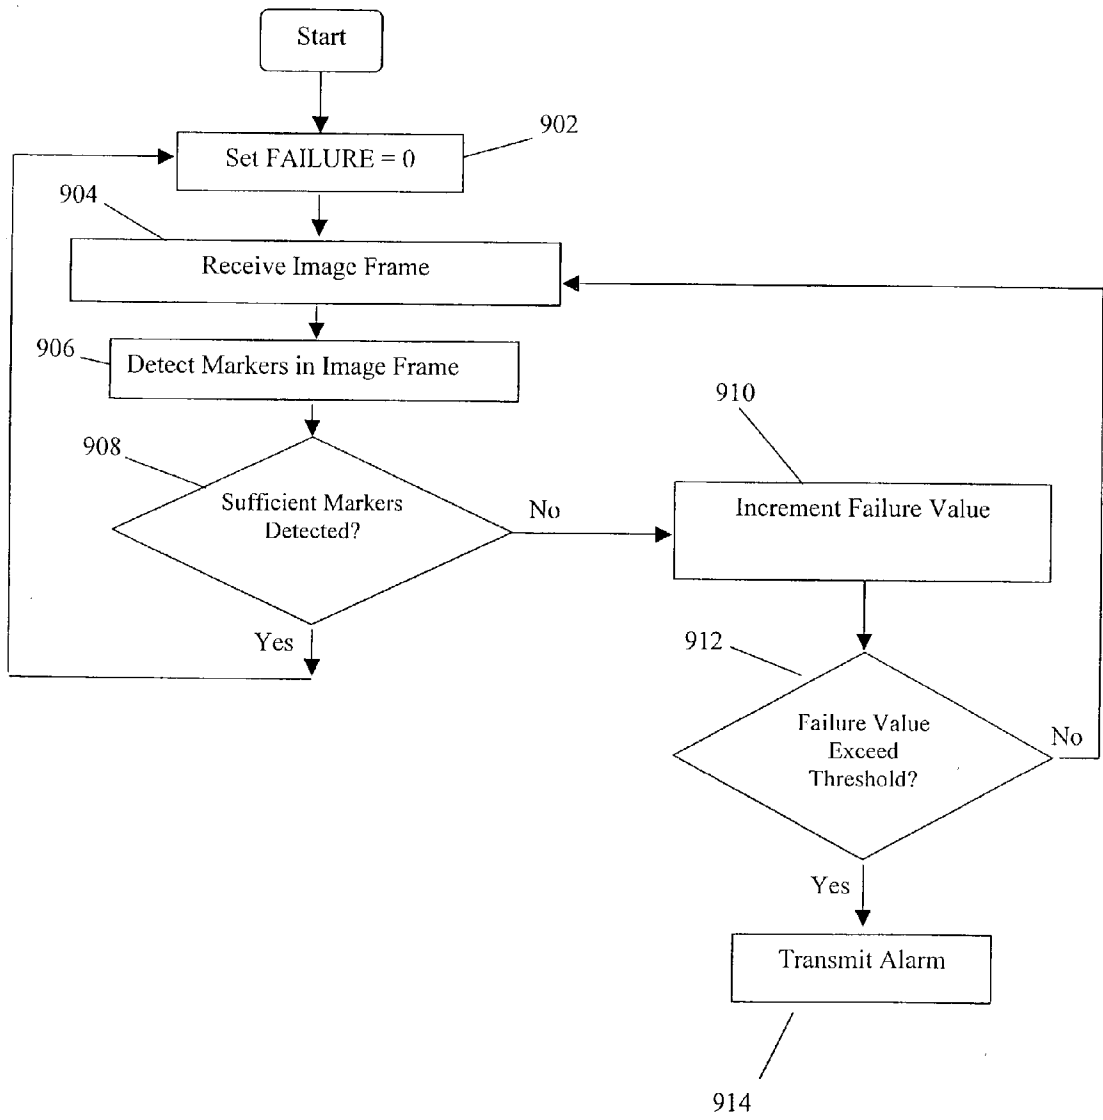 Start
902
Set FAILURE = 0
904
Receive Image Frame
906
Detect Markers in Image Frame
908
Sufficient Markers
Detected?
No
Yes
910
Increment Failure Value
912
Failure Value
Exceed
Threshold?
No
Yes
Transmit Alarm
914